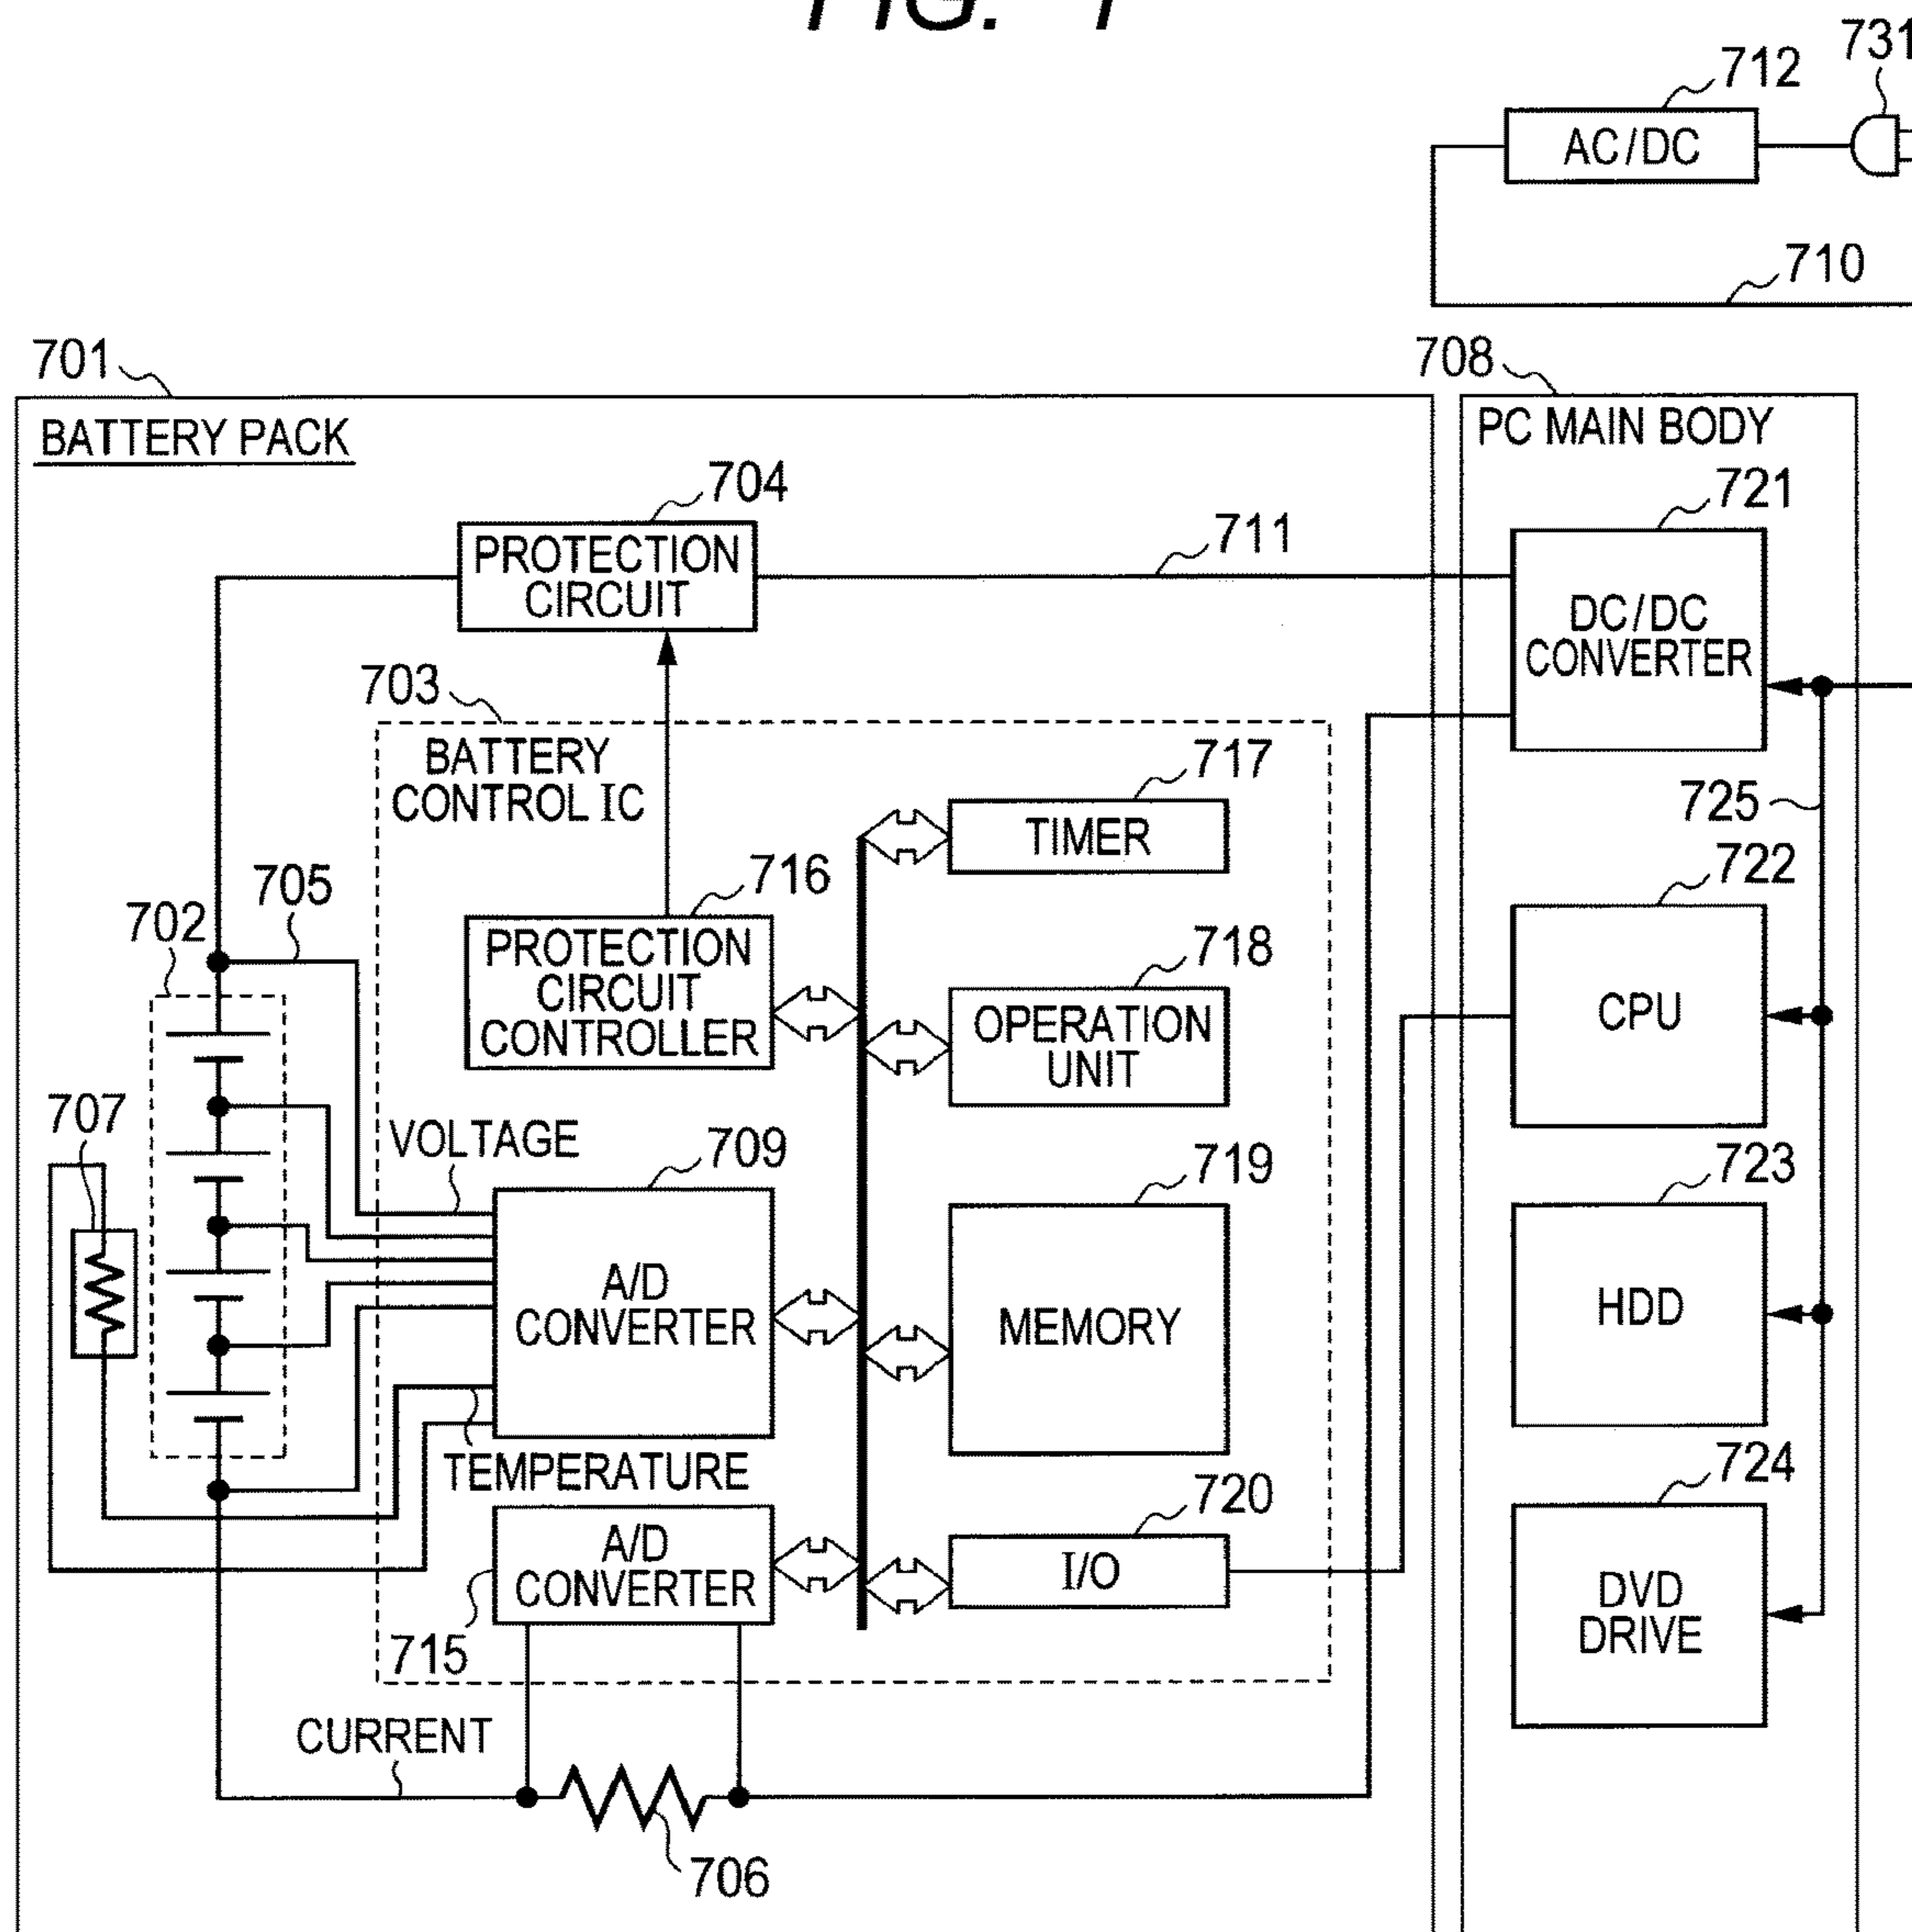 FIG. 1
712
731
AC/DC
710
701
708
BATTERY PACK
PC MAIN BODY
704
721
PROTECTION
CIRCUIT
711
DC/DC
CONVERTER
703
BATTERY
CONTROL IC
717
TIMER
725
705
716
722
702
PROTECTION
CIRCUIT
CONTROLLER
718
OPERATION
UNIT
CPU
707
VOLTAGE
709
719
723
A/D
CONVERTER
MEMORY
HDD
TEMPERATURE
720
724
A/D
CONVERTER
I/O
DVD
DRIVE
715
CURRENT
706